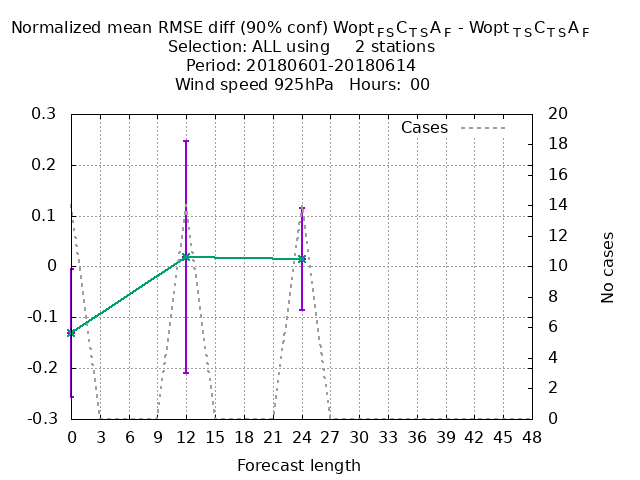 Normalized mean RMSE diff (90% conf) Wopt FS C TS A F - Wopt TS C TS A F
Selection: ALL using 2 stations
Period: 20180601-20180614
Wind speed 925hPa Hours: 00
Cases
0.3
0.2
0.1
0
-0.1
-0.2
-0.3
20
18
16
14
12
10
8
6
4
2
0
No cases
0 3 6 9 12 15 18 21 24 27 30 33 36 39 42 45 48
Forecast length